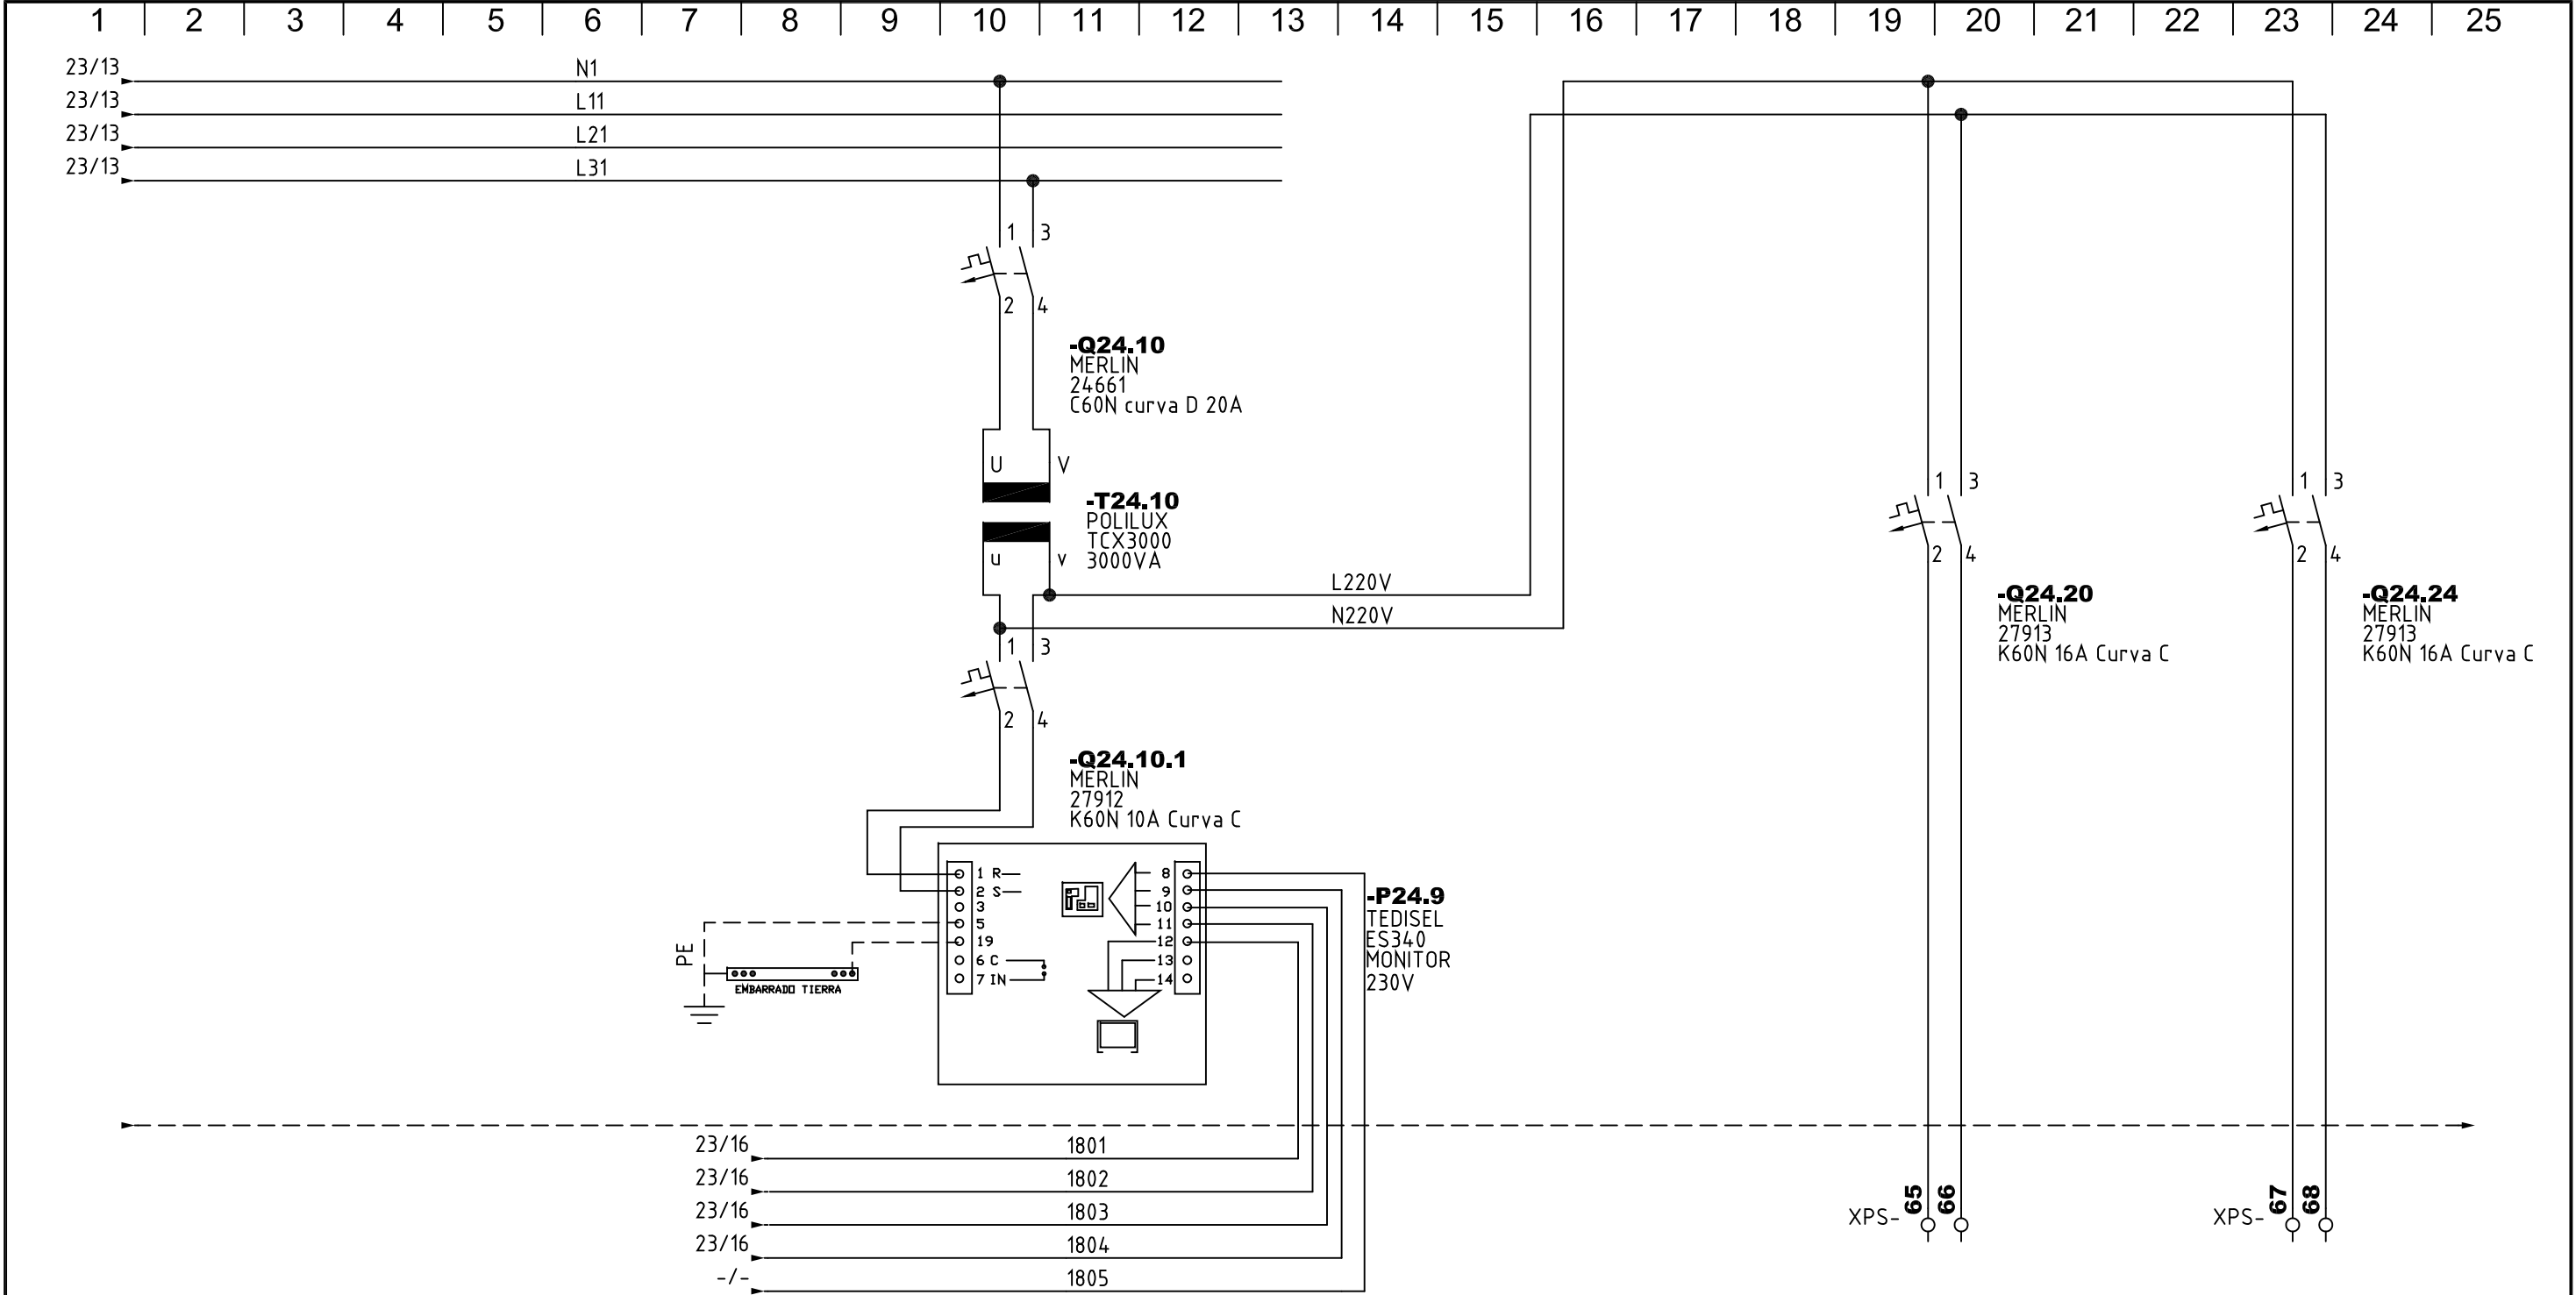 1 2 3 4 5 6 7 8 9 10 11 12 13 14 15 16 17 18 19 20 21 22 23 24 25
23/13 N1
23/13 L11
23/13 L21
23/13 L31
1 3
2 4
-Q24.10
MERLIN
24661
C60N curva D 20A
U V
-T24.10
POLILUX
TCX3000
3000VA
u v
L220V
N220V
1 3
2 4
-Q24.10.1
MERLIN
27912
K60N 10A Curva C
1 R
2 S
3
5
19
6 C
7 IN
8
9
10
11
12
13
14
-P24.9
TEDISEL
ES340
MONITOR
230V
PE
EMBARRADO TIERRA
1 3
2 4
-Q24.20
MERLIN
27913
K60N 16A Curva C
1 3
2 4
-Q24.24
MERLIN
27913
K60N 16A Curva C
23/16 1801
23/16 1802
23/16 1803
23/16 1804
-/- 1805
XPS- 65 66
XPS- 67 68